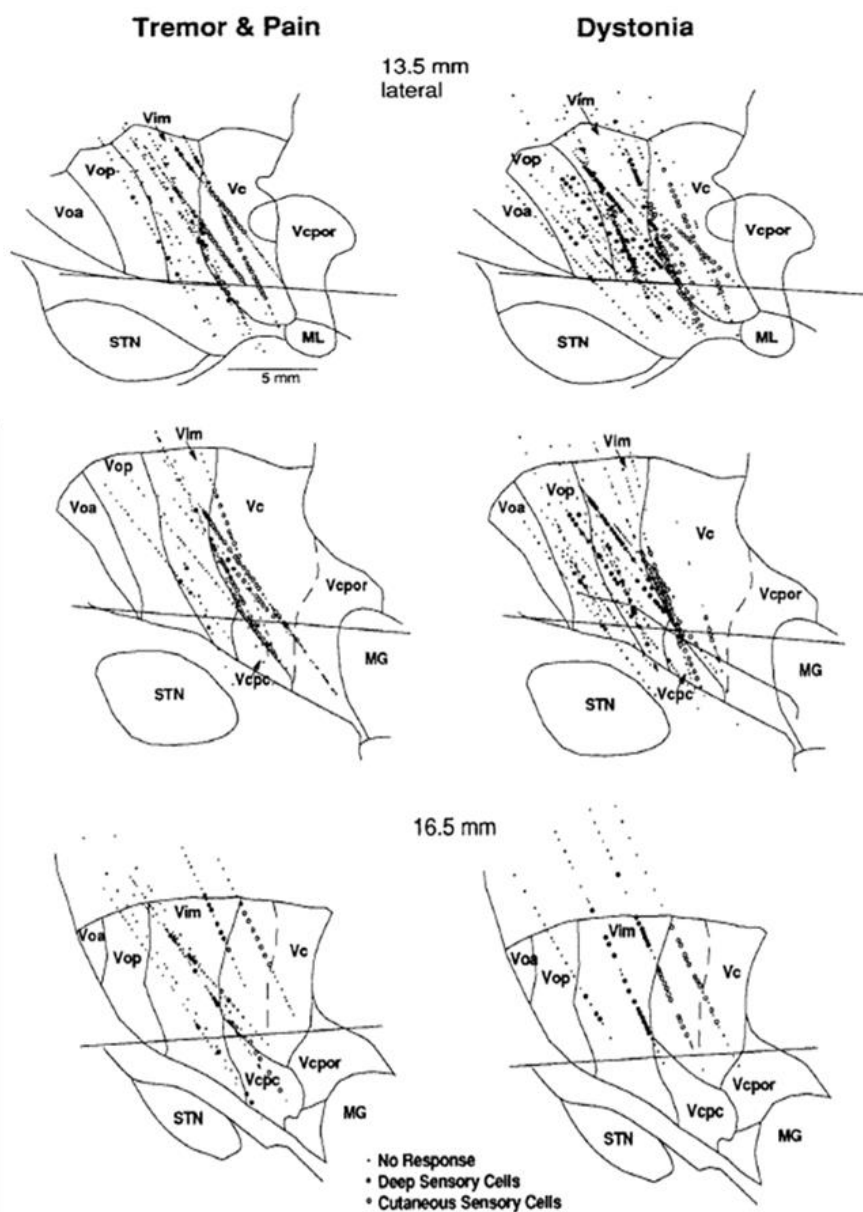 Tremor & Pain
Dystonia
13.5 mm
lateral
Vim
Vop
Voa
Vc
Vcpor
STN
ML
5 mm
Vim
Vop
Voa
Vc
Vcpor
STN
ML
Vim
Vop
Voa
Vc
Vcpor
Vcpc
STN
MG
Vim
Vop
Voa
Vc
Vcpor
Vcpc
STN
MG
16.5 mm
Voa
Vop
Vim
Vc
Vcpor
Vcpc
STN
MG
Voa
Vop
Vim
Vc
Vcpor
Vcpc
STN
MG
· No Response
• Deep Sensory Cells
° Cutaneous Sensory Cells